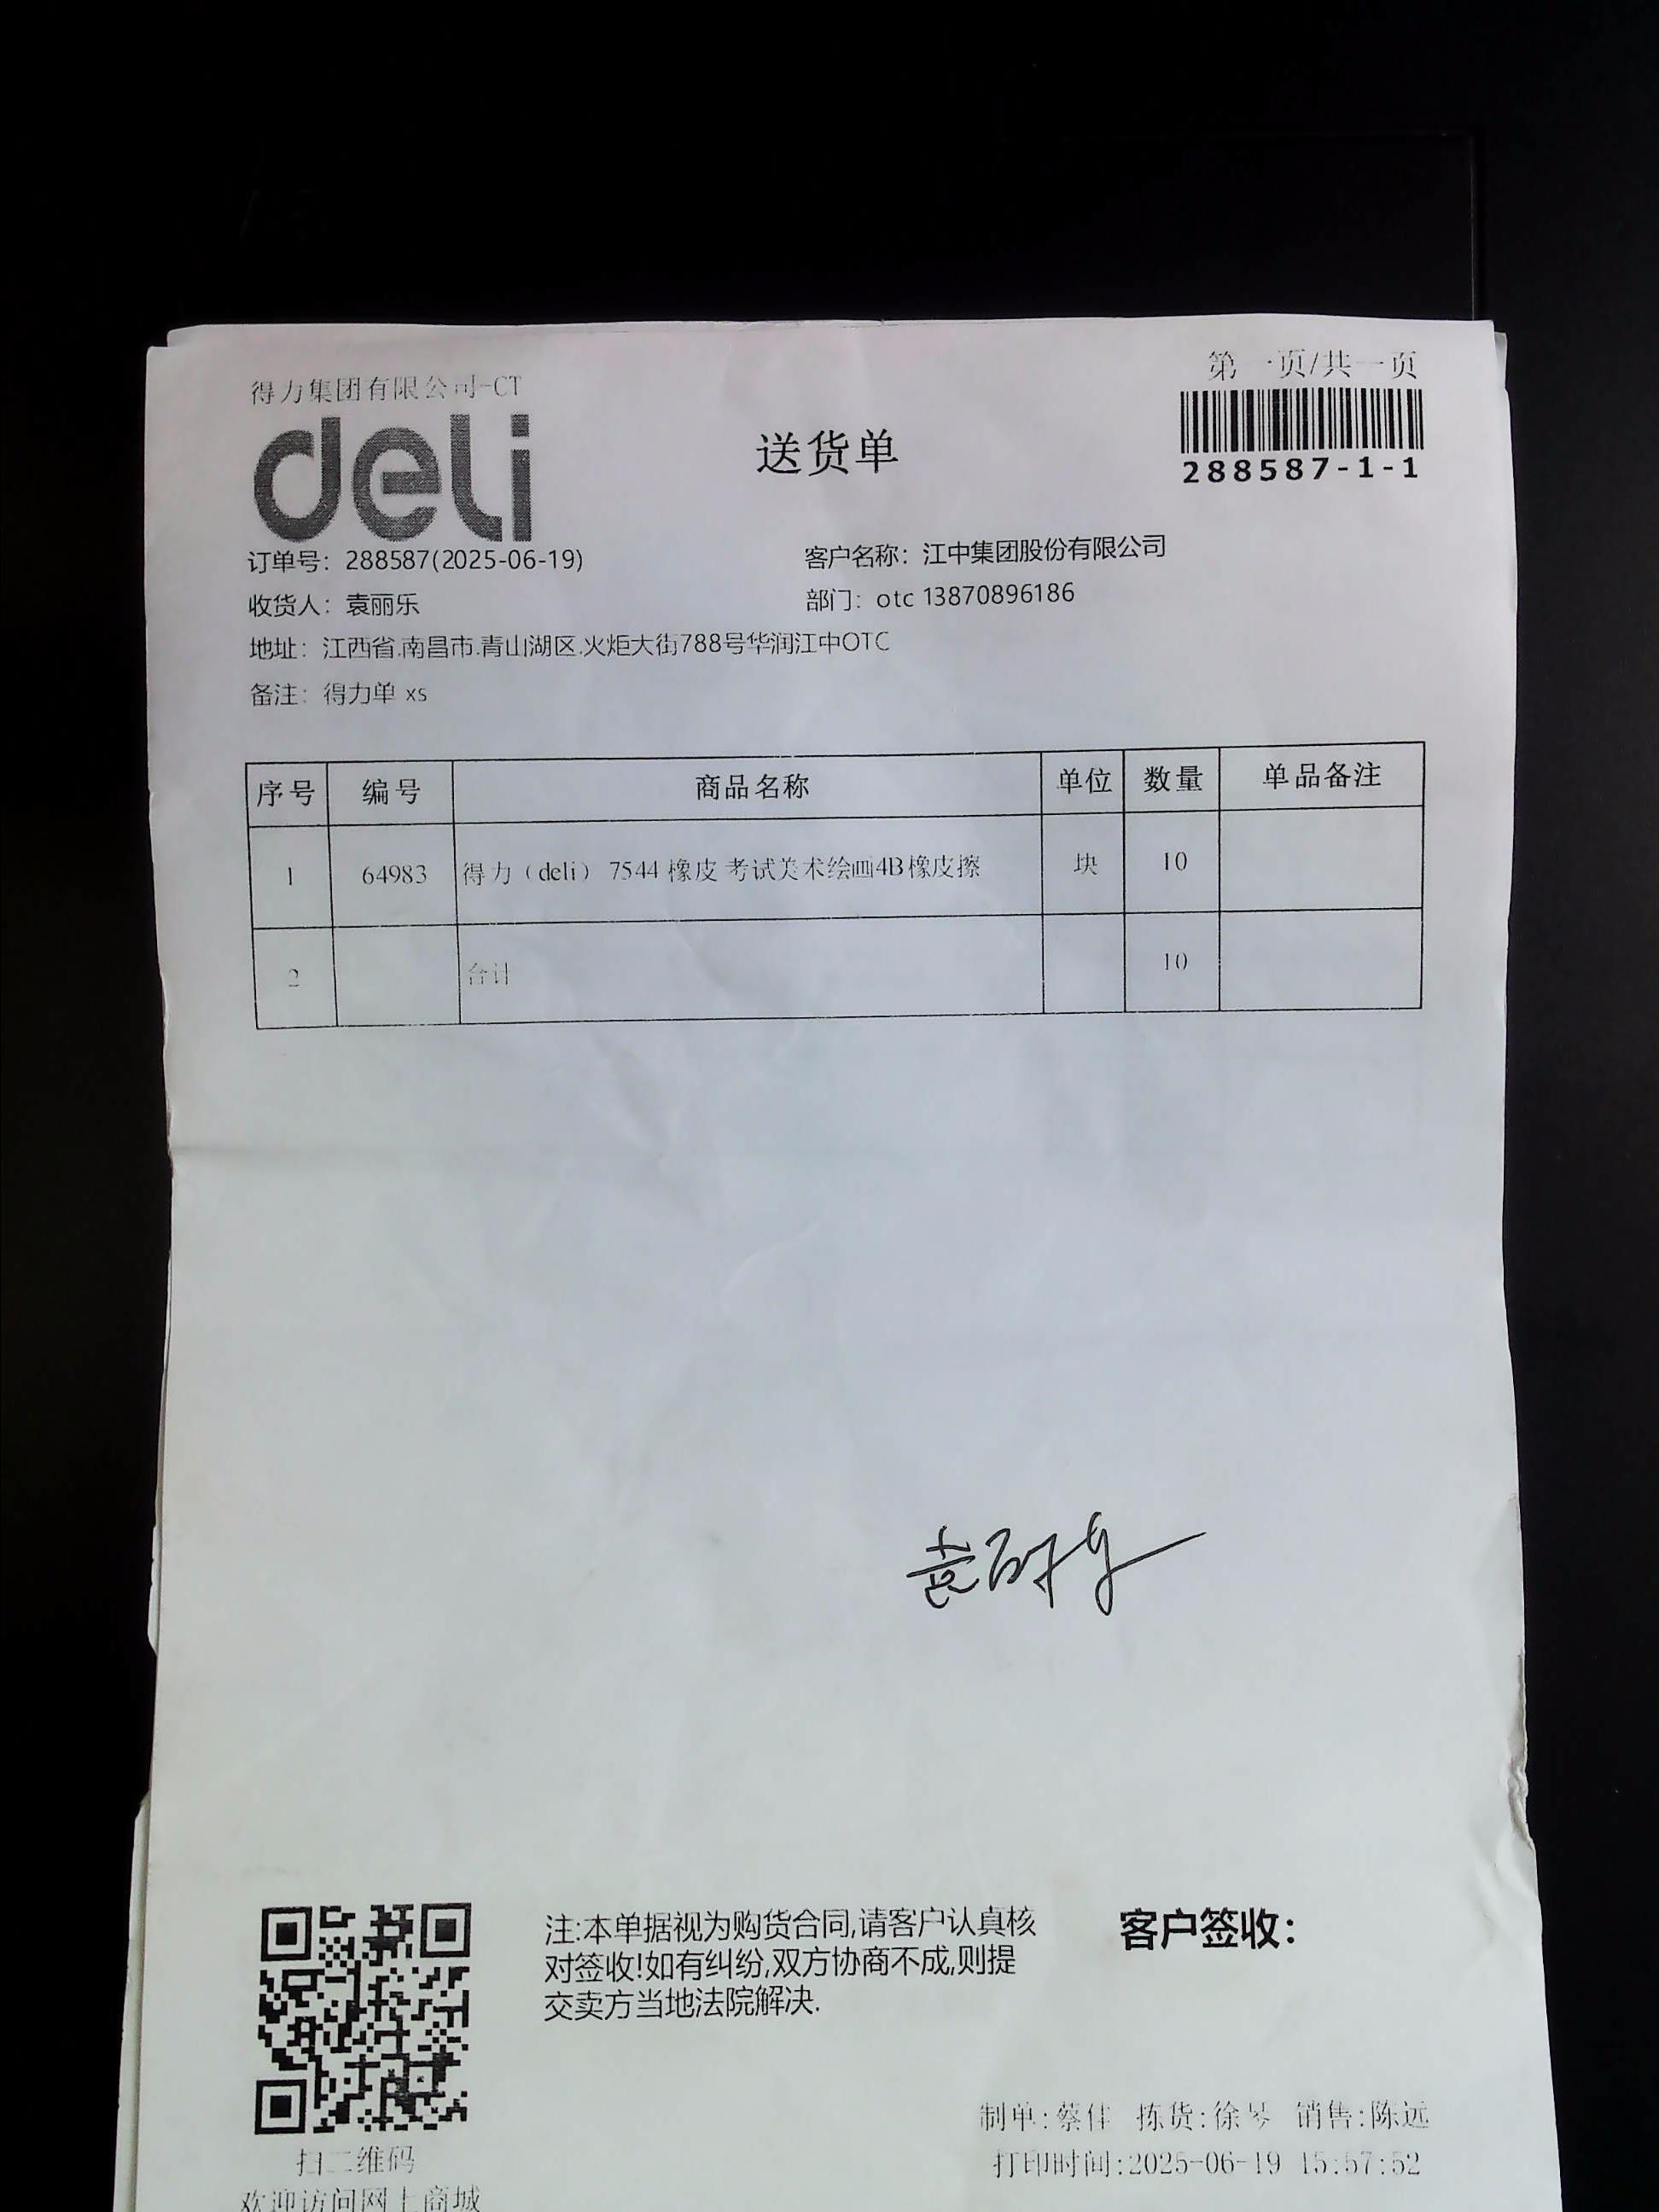 第一页/共一页
得力集团有限公司-CT
deli
送货单
288587-1-1
订单号：288587(2025-06-19)
客户名称：江中集团股份有限公司
收货人：袁丽乐
部门：otc 13870896186
地址：江西省.南昌市.青山湖区.火炬大街788号华润江中OTC
备注：得力单 xs
序号 编号 商品名称 单位 数量 单品备注
1 64983 得力（deli） 7544 橡皮 考试美术绘画4B橡皮擦 块 10
2 合计 10
袁丽乐
注:本单据视为购货合同,请客户认真核
对签收!如有纠纷,双方协商不成,则提
交卖方当地法院解决.
客户签收：
制单:蔡佳 拣货:徐琴 销售:陈远
打印时间:2025-06-19 15:57:52
扫二维码
欢迎访问网上商城